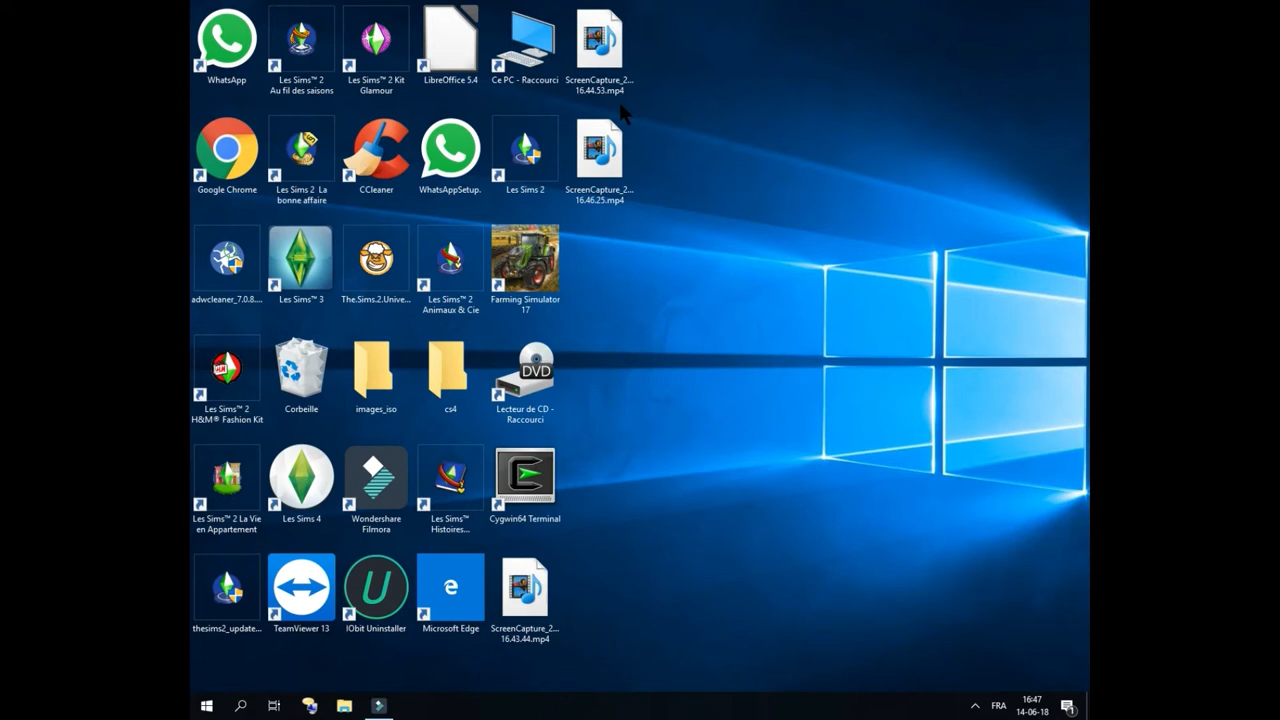 WhatsApp
Les Sims™ 2
Au fil des saisons
Les Sims™ 2 Kit
Glamour
LibreOffice 5.4
Ce PC - Raccourci
ScreenCapture_2...
16.44.53.mp4
Google Chrome
Les Sims 2 La
bonne affaire
CCleaner
WhatsAppSetup.
Les Sims 2
ScreenCapture_2...
16.46.25.mp4
adwcleaner_7.0.8....
Les Sims™ 3
The.Sims.2.Unive...
Les Sims™ 2
Animaux & Cie
Farming Simulator
17
H&M
Les Sims™ 2
H&M® Fashion Kit
Corbeille
images_iso
cs4
DVD
Lecteur de CD -
Raccourci
Les Sims™ 2 La Vie
en Appartement
Les Sims 4
Wondershare
Filmora
Les Sims™
Histoires...
Cygwin64 Terminal
thesims2_update...
TeamViewer 13
IObit Uninstaller
Microsoft Edge
ScreenCapture_2...
16.43.44.mp4
FRA
16:47
14-06-18
1